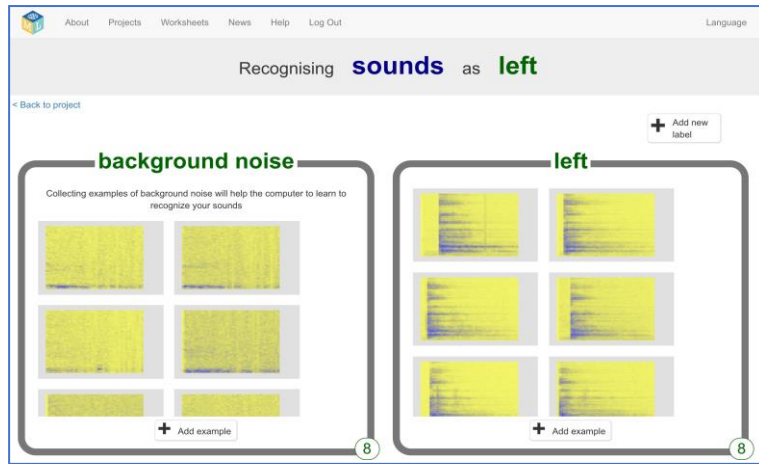 About Projects Worksheets News Help Log Out Language
Recognising sounds as left
< Back to project
+ Add new
label
background noise
Collecting examples of background noise will help the computer to learn to
recognize your sounds
+ Add example
8
left
+ Add example
8